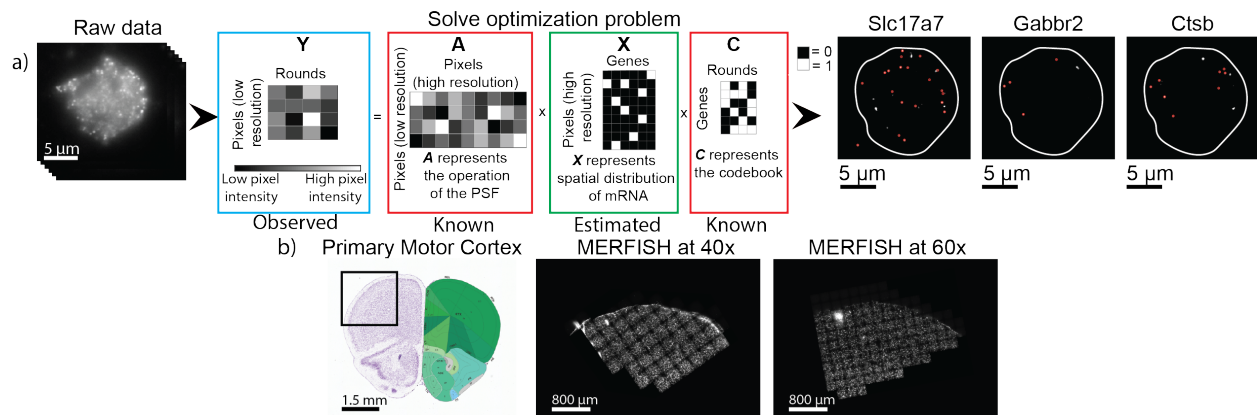 Solve optimization problem
Raw data
a)
5 µm
Y
Rounds
Pixels (low
resolution)
Low pixel
intensity
High pixel
intensity
Observed
=
A
Pixels
(high resolution)
Pixels (low resolution)
A represents
the operation
of the PSF
Known
x
X
Genes
Pixels (high
resolution)
X represents
spatial distribution
of mRNA
Estimated
x
C
Rounds
Genes
C represents
the codebook
Known
= 0
= 1
Slc17a7
5 µm
Gabbr2
5 µm
Ctsb
5 µm
b)
Primary Motor Cortex
1.5 mm
MERFISH at 40x
800 µm
MERFISH at 60x
800 µm